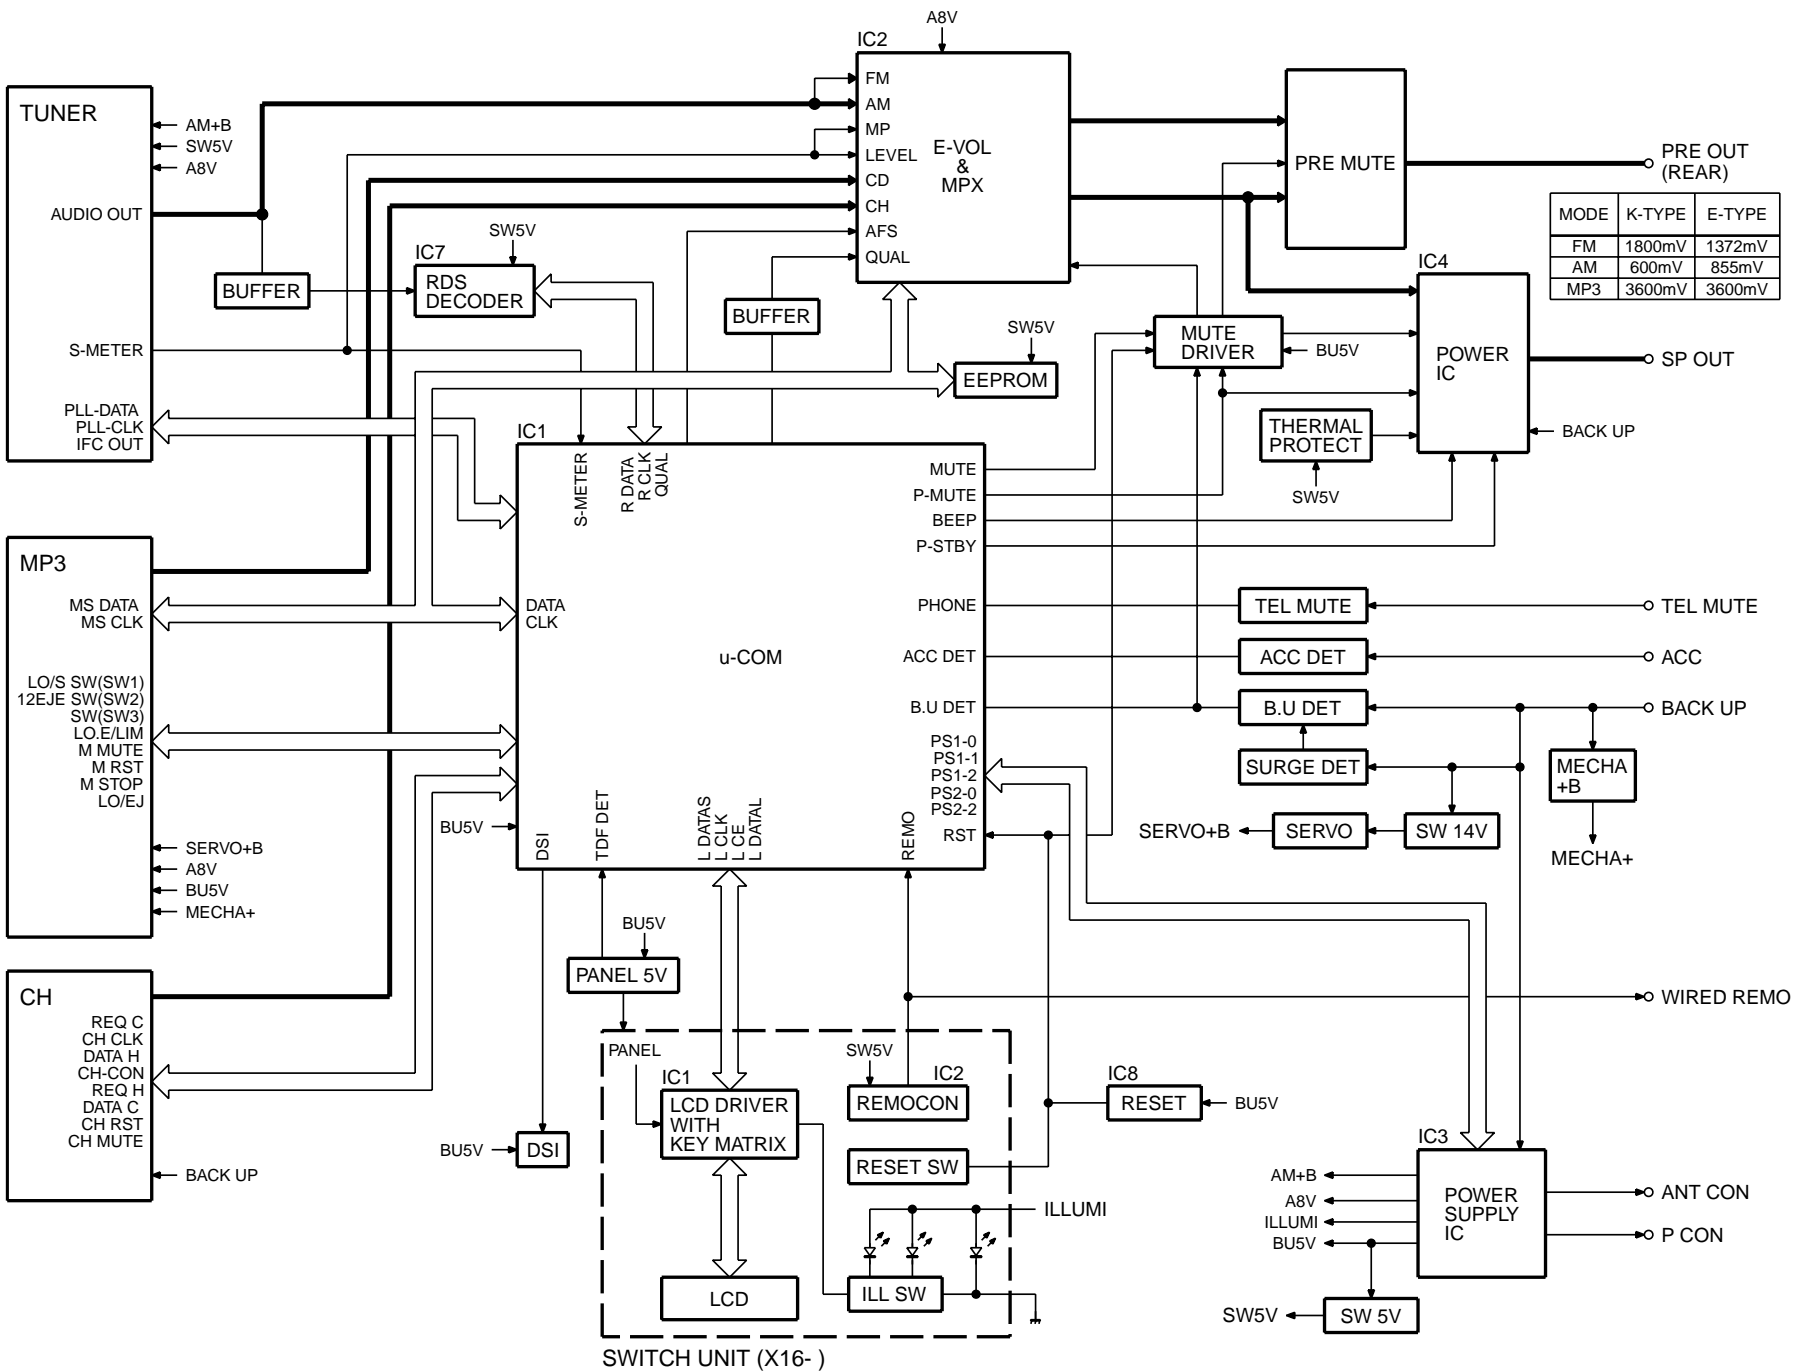 A8V
IC2
FM
AM
MP
LEVEL
CD
CH
AFS
QUAL
E-VOL
&
MPX
TUNER
AM+B
SW5V
A8V
AUDIO OUT
S-METER
PLL-DATA
PLL-CLK
IFC OUT
BUFFER
SW5V
IC7
RDS
DECODER
BUFFER
SW5V
EEPROM
PRE MUTE
PRE OUT
(REAR)
MODE K-TYPE E-TYPE
FM 1800mV 1372mV
AM 600mV 855mV
MP3 3600mV 3600mV
MUTE
DRIVER
BU5V
IC4
POWER
IC
SP OUT
BACK UP
THERMAL
PROTECT
SW5V
IC1
S-METER
R DATA
R CLK
QUAL
MUTE
P-MUTE
BEEP
P-STBY
DATA
CLK
u-COM
PHONE
ACC DET
B.U DET
PS1-0
PS1-1
PS1-2
PS2-0
PS2-2
RST
BU5V
DSI
TDF DET
L DATAS
L CLK
L CE
L DATAL
REMO
MP3
MS DATA
MS CLK
LO/S SW(SW1)
12EJE SW(SW2)
SW(SW3)
LO.E/LIM
M MUTE
M RST
M STOP
LO/EJ
SERVO+B
A8V
BU5V
MECHA+
TEL MUTE
TEL MUTE
ACC DET
ACC
B.U DET
BACK UP
SURGE DET
MECHA
+B
SERVO+B
SERVO
SW 14V
MECHA+
CH
REQ C
CH CLK
DATA H
CH-CON
REQ H
DATA C
CH RST
CH MUTE
BACK UP
BU5V
PANEL 5V
WIRED REMO
BU5V
DSI
PANEL
IC1
LCD DRIVER
WITH
KEY MATRIX
SW5V
IC2
REMOCON
RESET SW
ILLUMI
LCD
ILL SW
SWITCH UNIT (X16- )
IC8
RESET
BU5V
IC3
POWER
SUPPLY
IC
AM+B
A8V
ILLUMI
BU5V
ANT CON
P CON
SW5V
SW 5V